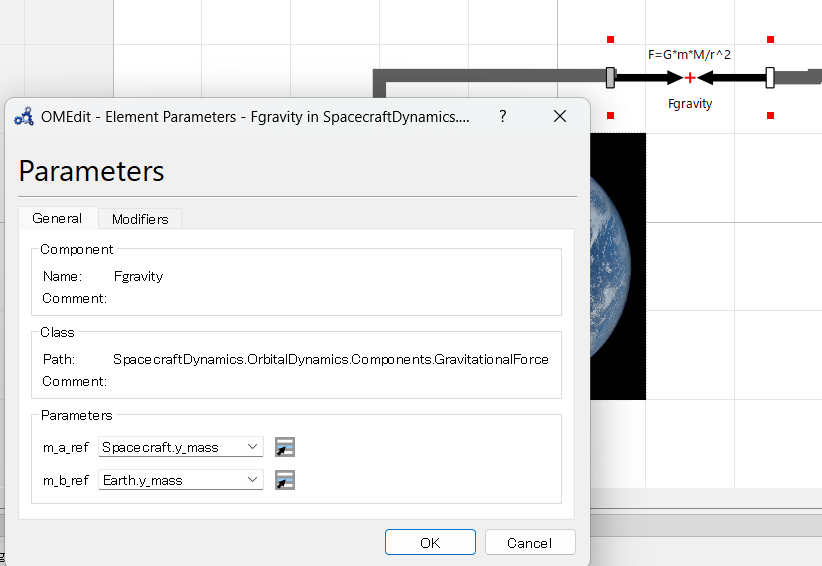 F=G*m*M/r^2
Fgravity
OMEdit - Element Parameters - Fgravity in SpacecraftDynamics....
?
Parameters
General
Modifiers
Component
Name: Fgravity
Comment:
Class
Path: SpacecraftDynamics.OrbitalDynamics.Components.GravitationalForce
Comment:
Parameters
m_a_ref Spacecraft.y_mass
m_b_ref Earth.y_mass
OK
Cancel